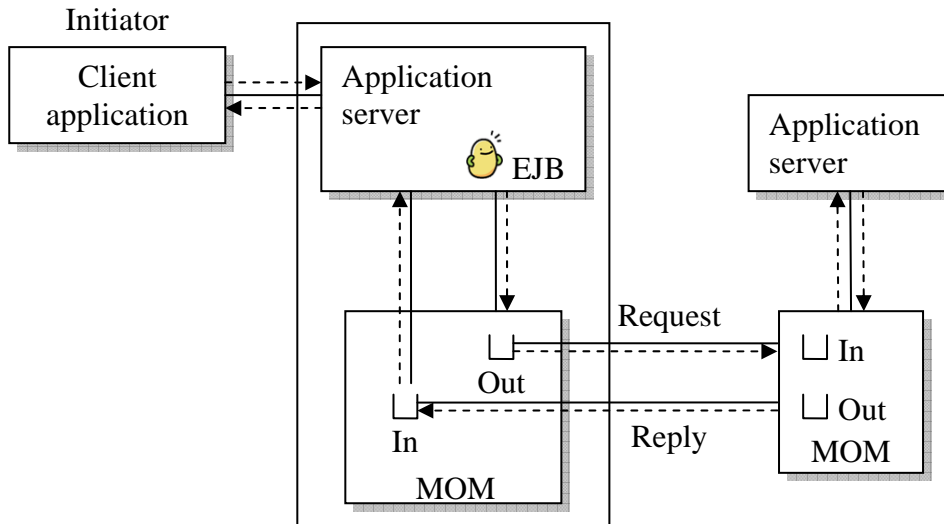 Initiator
Client
application
Application
server
EJB
Application
server
Request
Out
In
Reply
In
Out
MOM
MOM